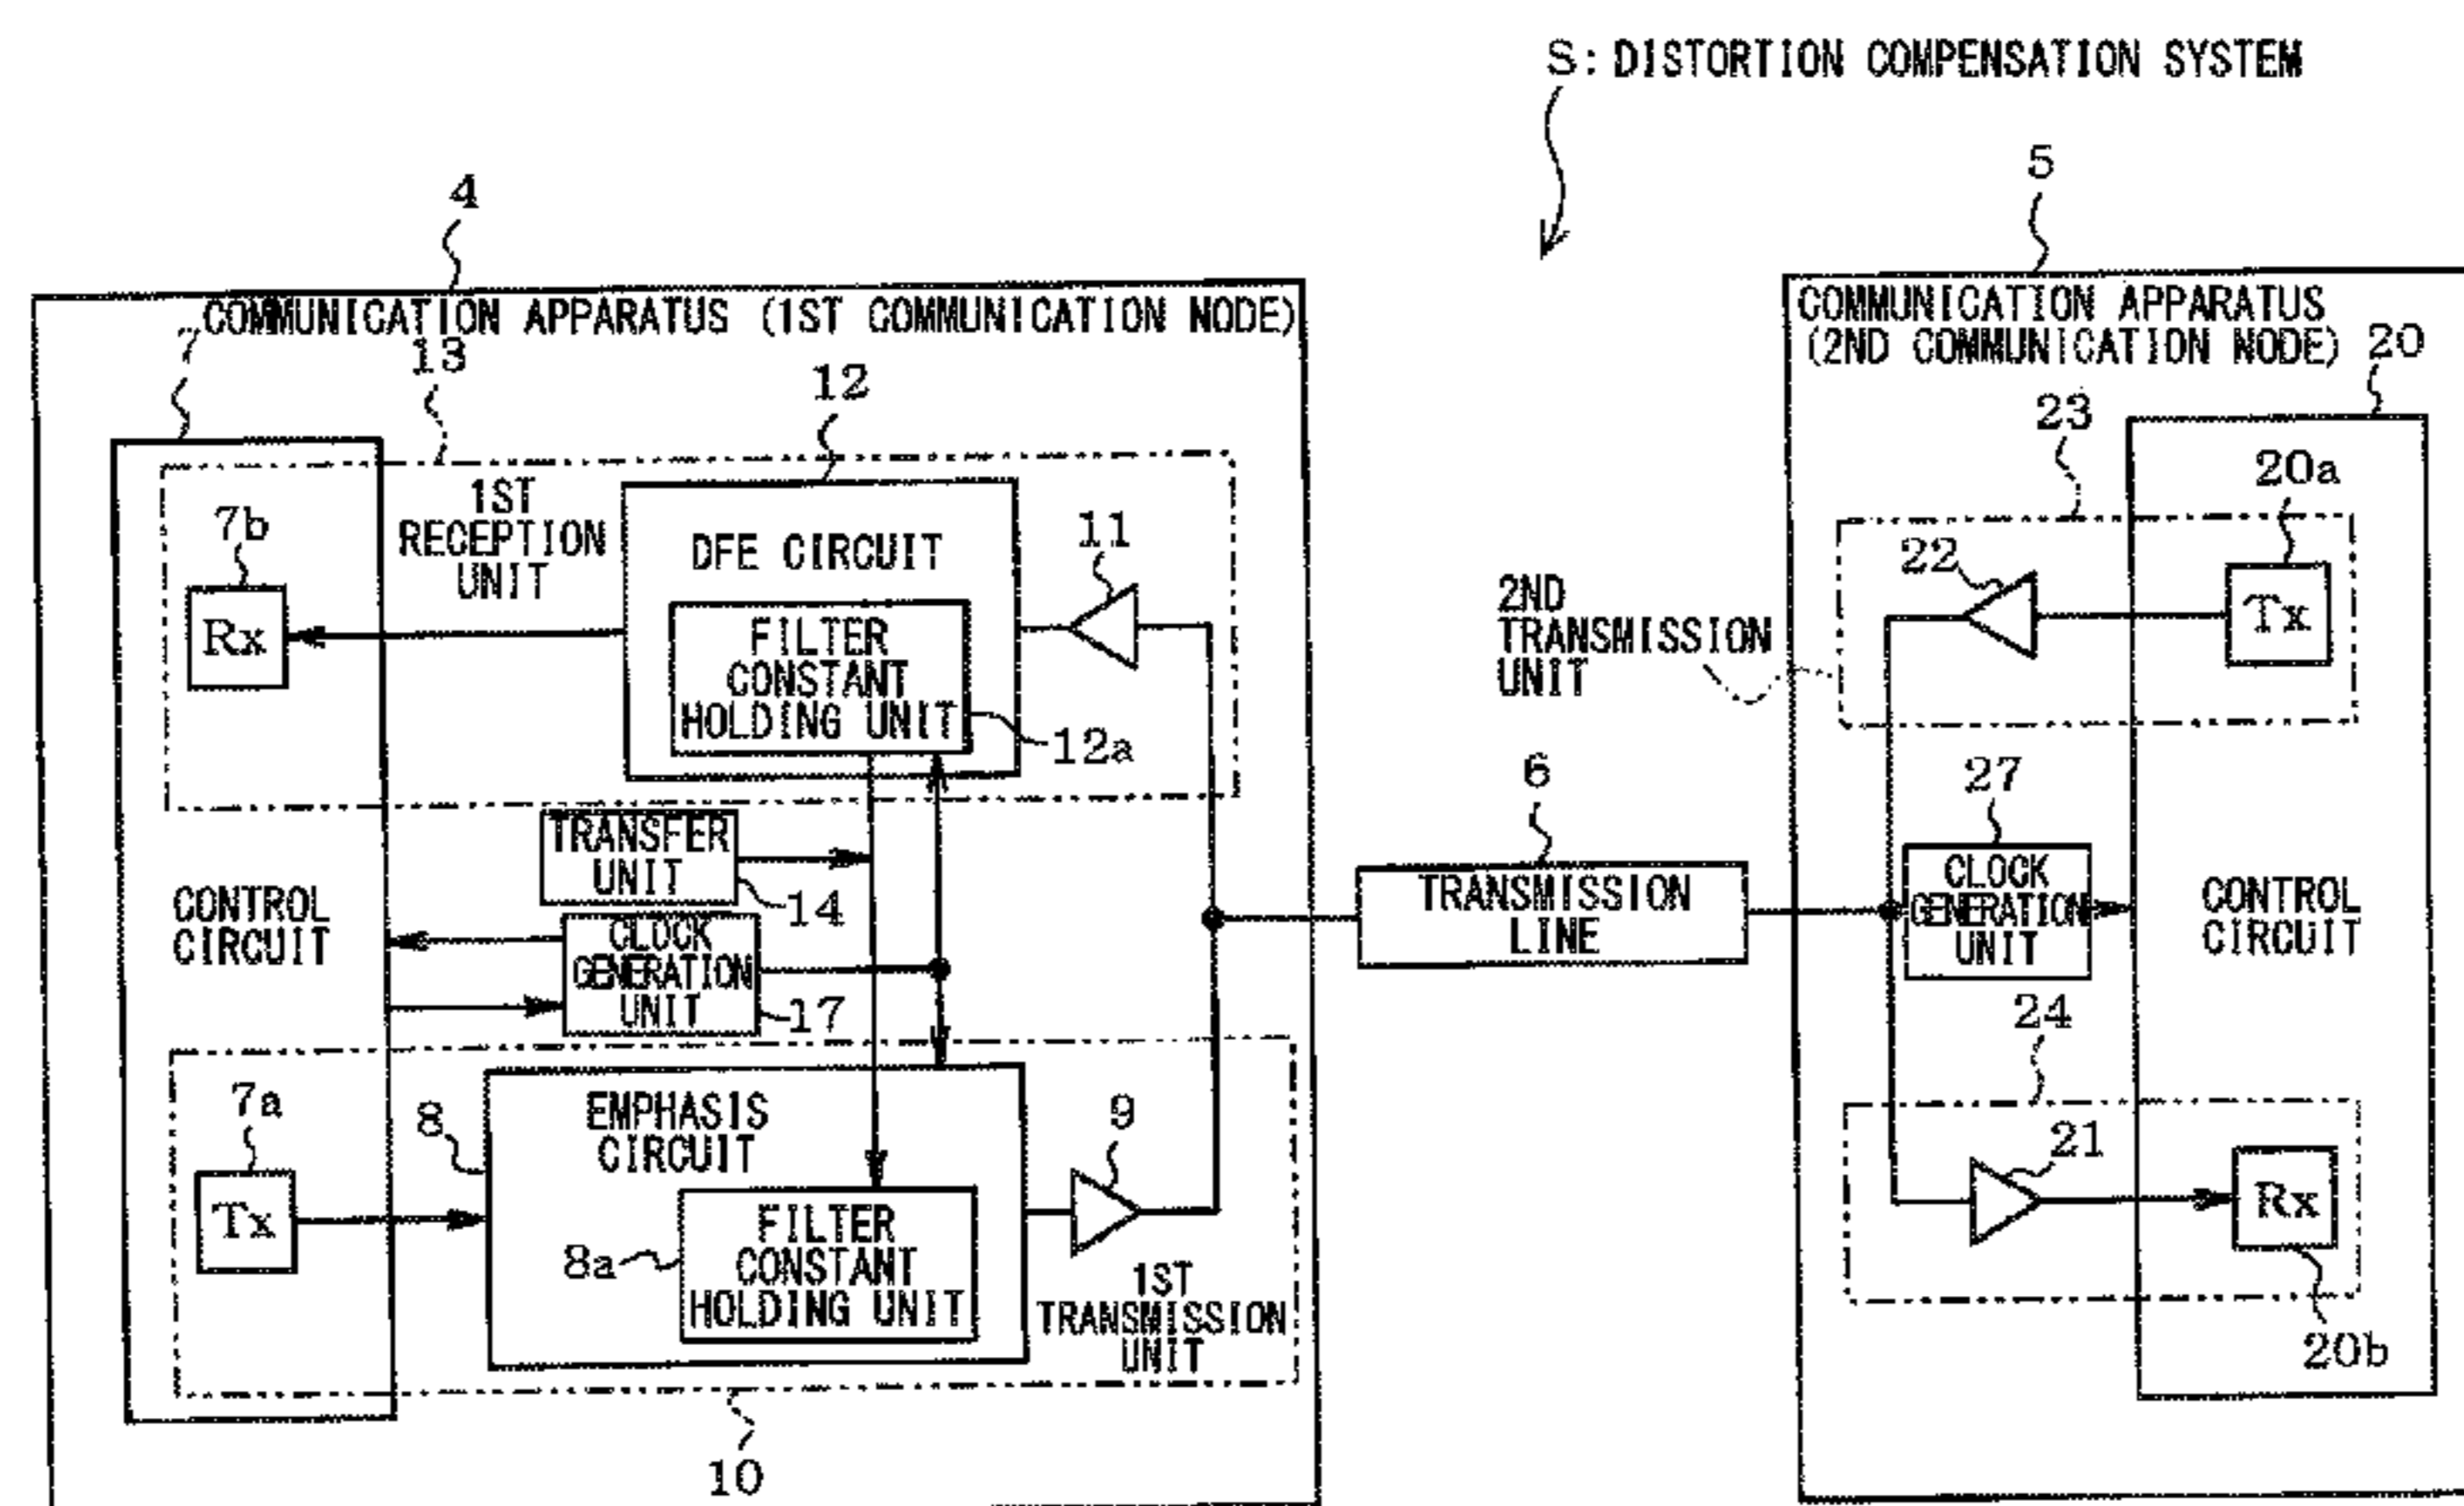 S: DISTORTION COMPENSATION SYSTEM
4
5
COMMUNICATION APPARATUS (1ST COMMUNICATION NODE)
7
13
12
1ST
RECEPTION
UNIT
7b
Rx
DFE CIRCUIT
11
FILTER
CONSTANT
HOLDING UNIT
12a
TRANSFER
UNIT
14
CONTROL
CIRCUIT
CLOCK
GENERATION
UNIT
17
7a
Tx
8
EMPHASIS
CIRCUIT
9
8a
FILTER
CONSTANT
HOLDING UNIT
1ST
TRANSMISSION
UNIT
10
6
TRANSMISSION
LINE
COMMUNICATION APPARATUS
(2ND COMMUNICATION NODE)
20
23
20a
22
Tx
2ND
TRANSMISSION
UNIT
27
CLOCK
GENERATION
UNIT
CONTROL
CIRCUIT
24
21
Rx
20b